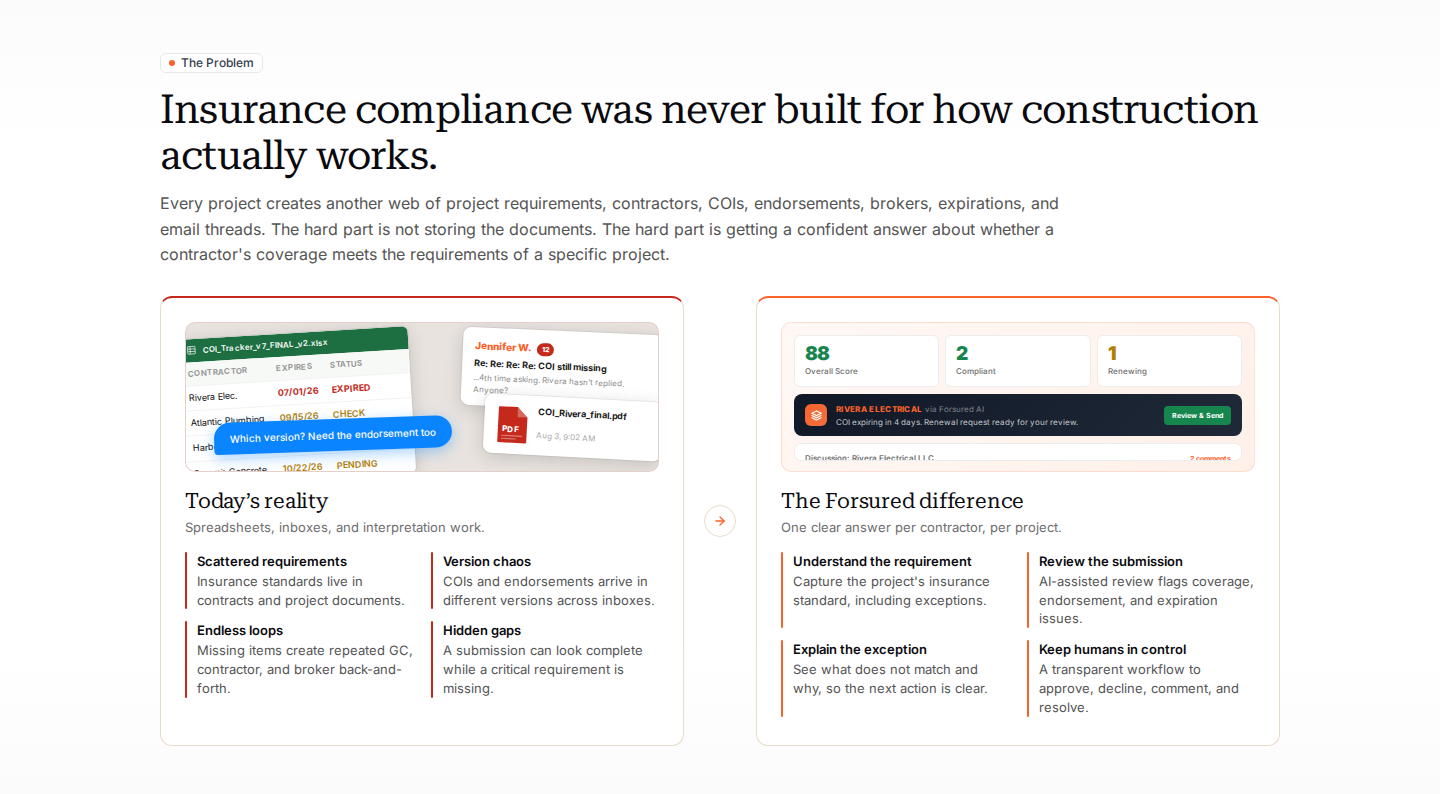 The Problem
Insurance compliance was never built for how construction
actually works.
Every project creates another web of project requirements, contractors, COIs, endorsements, brokers, expirations, and
email threads. The hard part is not storing the documents. The hard part is getting a confident answer about whether a
contractor's coverage meets the requirements of a specific project.
COI_Tracker_v7_FINAL_v2.xlsx
CONTRACTOR EXPIRES STATUS
Rivera Elec. 07/01/26 EXPIRED
Atlantic Plumbing 09/15/26 CHECK
Harb
10/22/26 PENDING
Which version? Need the endorsement too
Jennifer W. 12
Re: Re: Re: Re: COI still missing
...4th time asking. Rivera hasn't replied.
Anyone?
PDF
COI_Rivera_final.pdf
Aug 3, 9:02 AM
Today's reality
Spreadsheets, inboxes, and interpretation work.
Scattered requirements
Insurance standards live in
contracts and project documents.
Version chaos
COIs and endorsements arrive in
different versions across inboxes.
Endless loops
Missing items create repeated GC,
contractor, and broker back-and-
forth.
Hidden gaps
A submission can look complete
while a critical requirement is
missing.
88
Overall Score
2
Compliant
1
Renewing
RIVERA ELECTRICAL via Forsured AI
COI expiring in 4 days. Renewal request ready for your review.
Review & Send
Discussion: Rivera Electrical LLC
2 comments
The Forsured difference
One clear answer per contractor, per project.
Understand the requirement
Capture the project's insurance
standard, including exceptions.
Review the submission
AI-assisted review flags coverage,
endorsement, and expiration
issues.
Explain the exception
See what does not match and
why, so the next action is clear.
Keep humans in control
A transparent workflow to
approve, decline, comment, and
resolve.